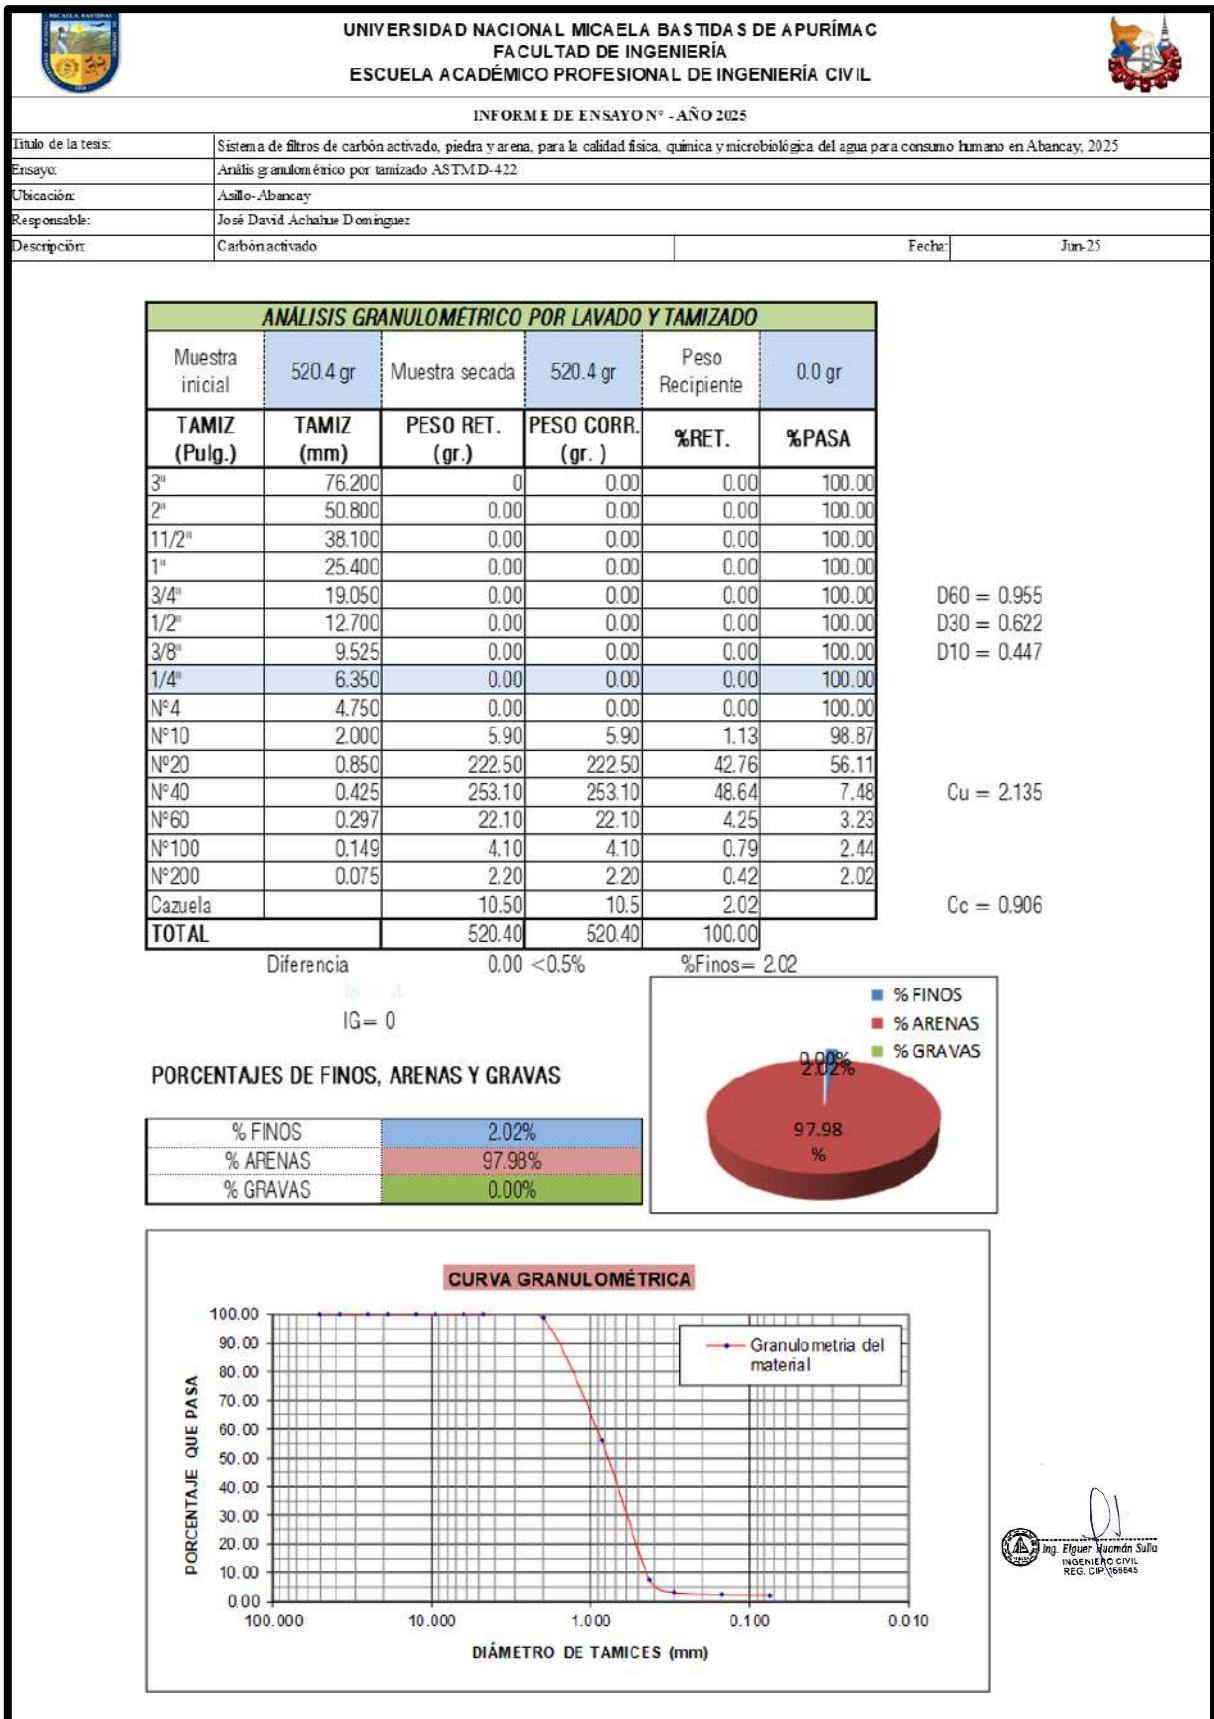 UNIVERSIDAD NACIONAL MICAELA BASTIDAS DE APURÍMAC
FACULTAD DE INGENIERÍA
ESCUELA ACADÉMICO PROFESIONAL DE INGENIERÍA CIVIL
INFORME DE ENSAYO N° - AÑO 2025
Titulo de la tesis: Sistema de filtros de carbón activado, piedra y arena, para la calidad física, química y microbiológica del agua para consumo humano en Abancay, 2025
Ensayo: Anális granulométrico por tamizado ASTM D-422
Ubicación: Asillo-Abancay
Responsable: José David Achahue Dominguez
Descripción: Carbón activado Fecha: Jun-25
ANÁLISIS GRANULOMÉTRICO POR LAVADO Y TAMIZADO
Muestra inicial 520.4 gr Muestra secada 520.4 gr Peso Recipiente 0.0 gr
TAMIZ (Pulg.) TAMIZ (mm) PESO RET. (gr.) PESO CORR. (gr. ) %RET. %PASA
3" 76.200 0 0.00 0.00 100.00
2" 50.800 0.00 0.00 0.00 100.00
11/2" 38.100 0.00 0.00 0.00 100.00
1" 25.400 0.00 0.00 0.00 100.00
3/4" 19.050 0.00 0.00 0.00 100.00 D60 = 0.955
1/2" 12.700 0.00 0.00 0.00 100.00 D30 = 0.622
3/8" 9.525 0.00 0.00 0.00 100.00 D10 = 0.447
1/4" 6.350 0.00 0.00 0.00 100.00
N°4 4.750 0.00 0.00 0.00 100.00
N°10 2.000 5.90 5.90 1.13 98.87
N°20 0.850 222.50 222.50 42.76 56.11
N°40 0.425 253.10 253.10 48.64 7.48 Cu = 2.135
N°60 0.297 22.10 22.10 4.25 3.23
N°100 0.149 4.10 4.10 0.79 2.44
N°200 0.075 2.20 2.20 0.42 2.02
Cazuela 10.50 10.5 2.02 Cc = 0.906
TOTAL 520.40 520.40 100.00
Diferencia 0.00 <0.5% %Finos= 2.02
IG= 0
% FINOS
% ARENAS
% GRAVAS
0.00%
2.02%
97.98
%
PORCENTAJES DE FINOS, ARENAS Y GRAVAS
% FINOS 2.02%
% ARENAS 97.98%
% GRAVAS 0.00%
CURVA GRANULOMÉTRICA
PORCENTAJE QUE PASA
100.00
90.00
80.00
70.00
60.00
50.00
40.00
30.00
20.00
10.00
0.00
Granulometria del
material
100.000 10.000 1.000 0.100 0.010
DIÁMETRO DE TAMICES (mm)
Ing. Elguer Huamán Sulla
INGENIERO CIVIL
REG. CIP. 166645